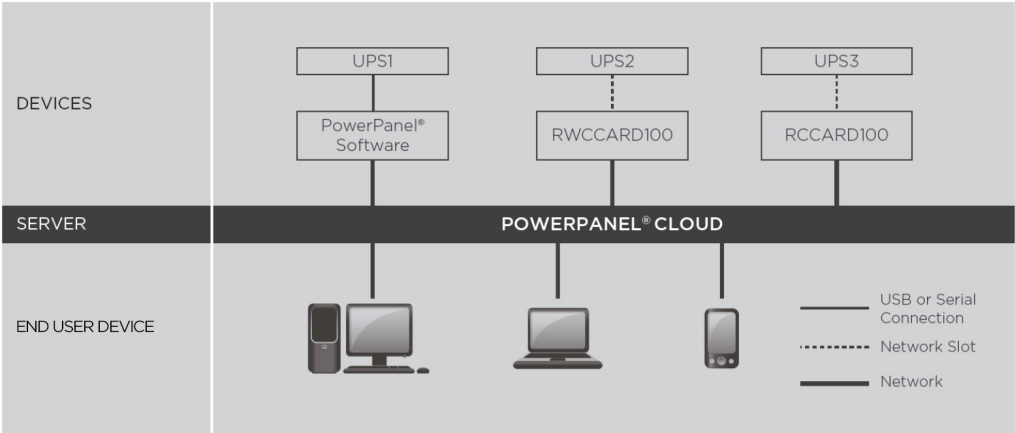 DEVICES
UPS1
UPS2
UPS3
PowerPanel®
Software
RWCCARD100
RCCARD100
SERVER
POWERPANEL® CLOUD
END USER DEVICE
USB or Serial
Connection
Network Slot
Network